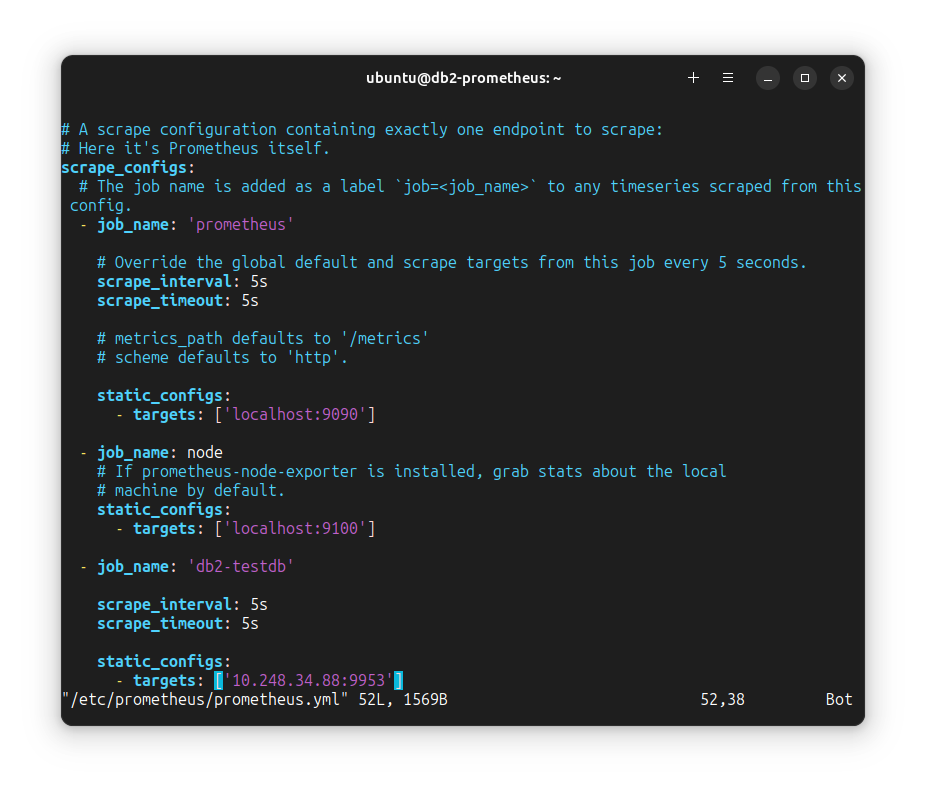 ubuntu@db2-prometheus: ~
# A scrape configuration containing exactly one endpoint to scrape:
# Here it's Prometheus itself.
scrape_configs:
  # The job name is added as a label `job=<job_name>` to any timeseries scraped from this
 config.
  - job_name: 'prometheus'
    # Override the global default and scrape targets from this job every 5 seconds.
    scrape_interval: 5s
    scrape_timeout: 5s
    # metrics_path defaults to '/metrics'
    # scheme defaults to 'http'.
    static_configs:
      - targets: ['localhost:9090']
  - job_name: node
    # If prometheus-node-exporter is installed, grab stats about the local
    # machine by default.
    static_configs:
      - targets: ['localhost:9100']
  - job_name: 'db2-testdb'
    scrape_interval: 5s
    scrape_timeout: 5s
    static_configs:
      - targets: ['10.248.34.88:9953']
"/etc/prometheus/prometheus.yml" 52L, 1569B 52,38 Bot